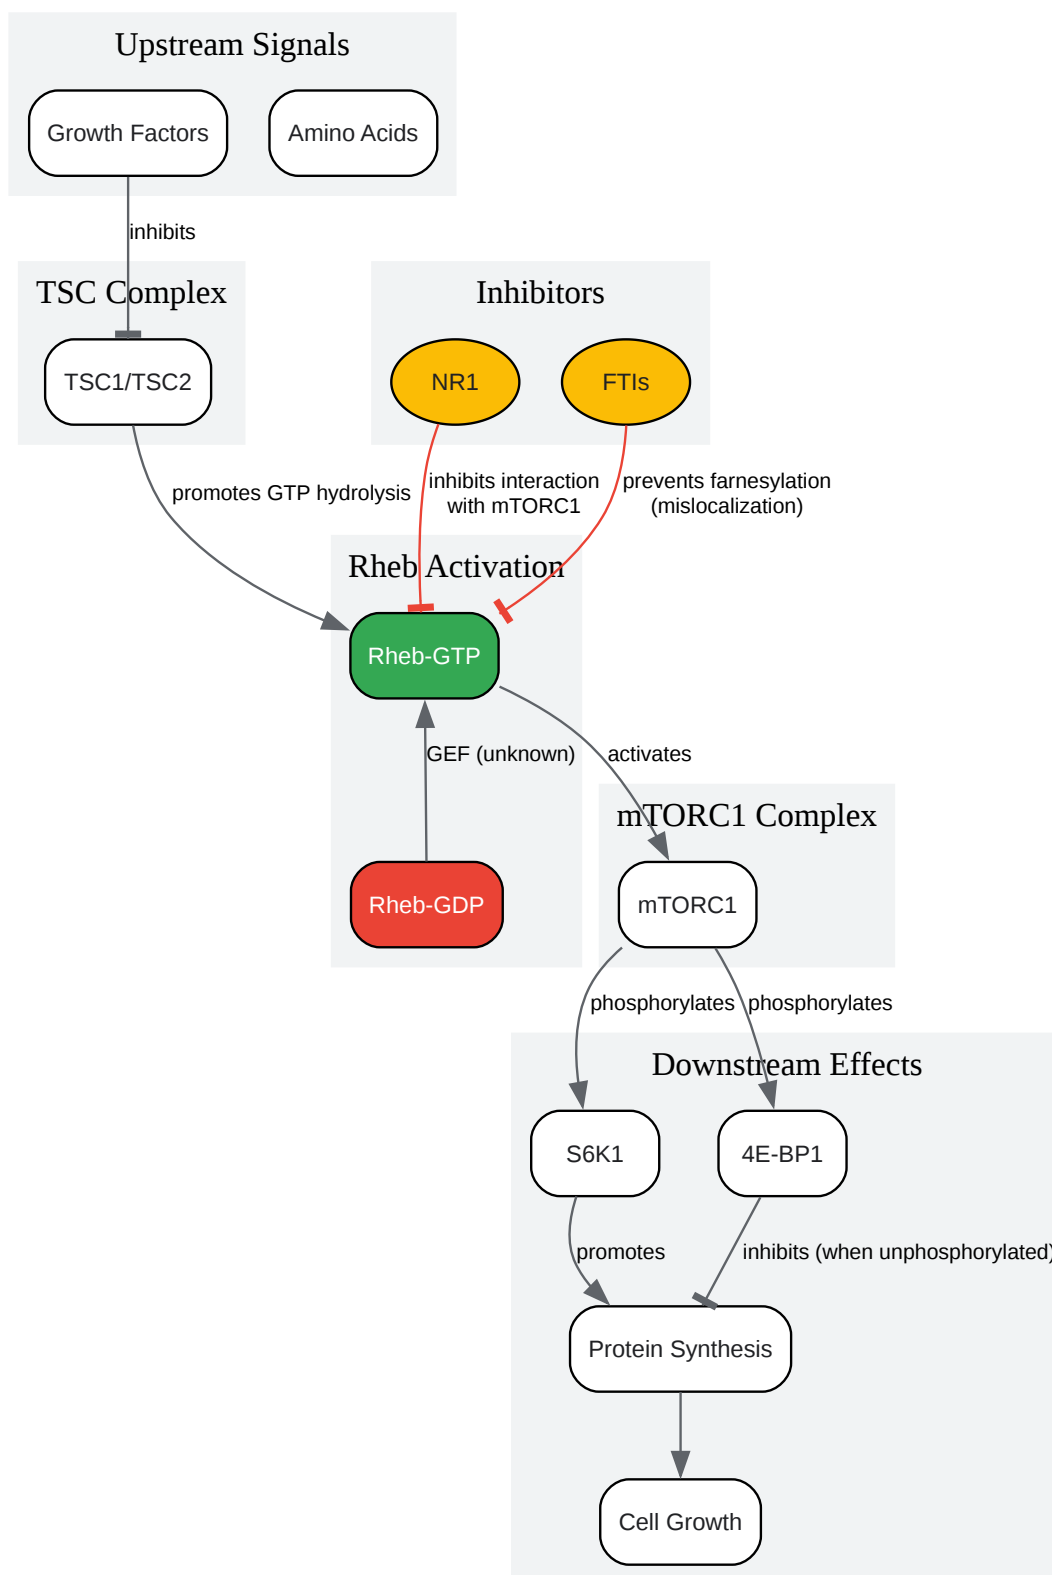 Upstream Signals
Growth Factors
Amino Acids
inhibits
TSC Complex
Inhibitors
TSC1/TSC2
NR1
FTIs
promotes GTP hydrolysis
inhibits interaction
with mTORC1
prevents farnesylation
(mislocalization)
Rheb Activation
Rheb-GTP
GEF (unknown)
activates
mTORC1 Complex
Rheb-GDP
mTORC1
phosphorylates
phosphorylates
Downstream Effects
S6K1
4E-BP1
promotes
inhibits (when unphosphorylated)
Protein Synthesis
Cell Growth